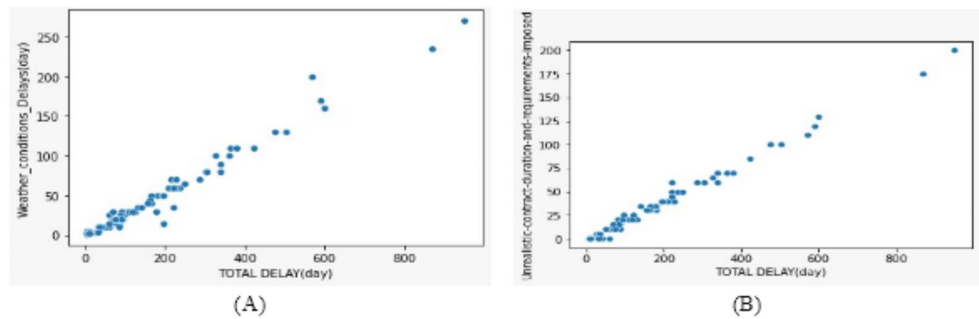 Weather_conditions_Delays(day)
250
200
150
100
50
0
0 200 400 600 800
TOTAL DELAY(day)
(A)
Unrealistic-contract-duration-and-requirements-imposed
200
175
150
125
100
75
50
25
0
0 200 400 600 800
TOTAL DELAY(day)
(B)